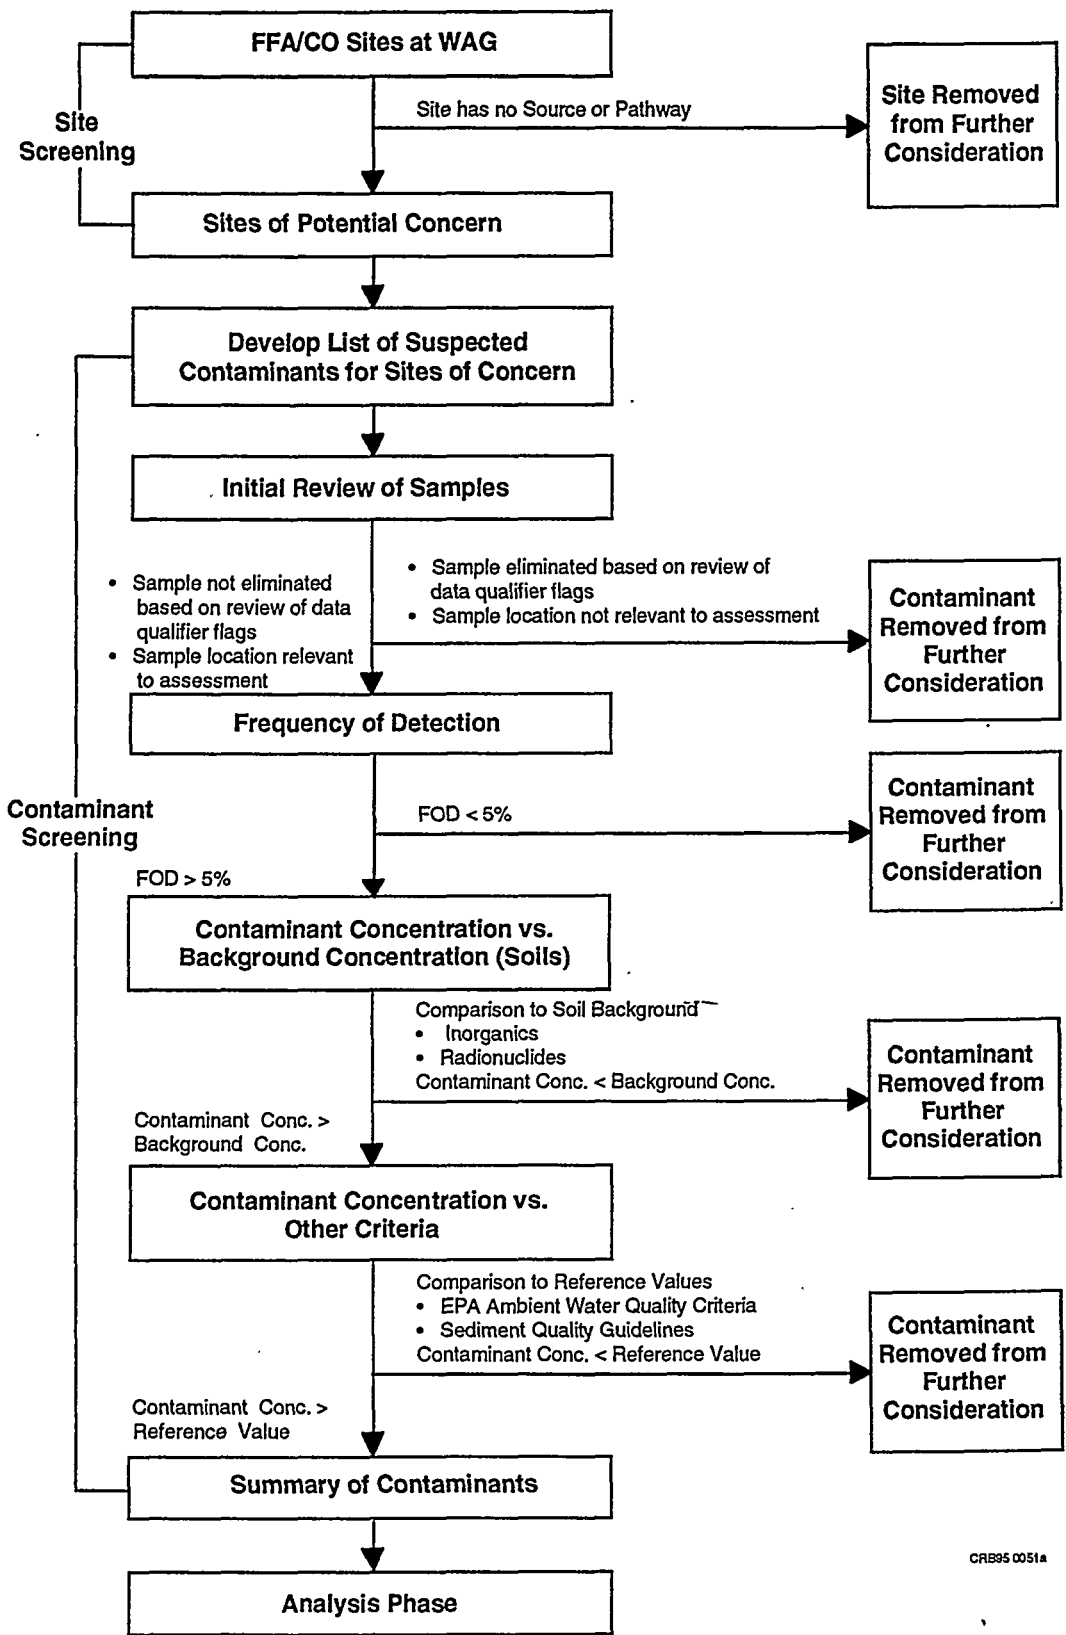 FFA/CO Sites at WAG
Site has no Source or Pathway
Site Removed
from Further
Consideration
Site
Screening
Sites of Potential Concern
Develop List of Suspected
Contaminants for Sites of Concern
Initial Review of Samples
• Sample not eliminated
based on review of data
qualifier flags
• Sample location relevant
to assessment
• Sample eliminated based on review of
data qualifier flags
• Sample location not relevant to assessment
Contaminant
Removed from
Further
Consideration
Frequency of Detection
Contaminant
Screening
FOD < 5%
Contaminant
Removed from
Further
Consideration
FOD > 5%
Contaminant Concentration vs.
Background Concentration (Soils)
Comparison to Soil Background
• Inorganics
• Radionuclides
Contaminant Conc. < Background Conc.
Contaminant
Removed from
Further
Consideration
Contaminant Conc. >
Background Conc.
Contaminant Concentration vs.
Other Criteria
Comparison to Reference Values
• EPA Ambient Water Quality Criteria
• Sediment Quality Guidelines
Contaminant Conc. < Reference Value
Contaminant
Removed from
Further
Consideration
Contaminant Conc. >
Reference Value
Summary of Contaminants
Analysis Phase
CRB95 0051a